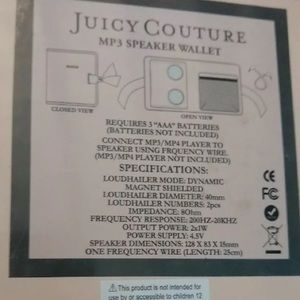 JUICY COUTURE
MP3 SPEAKER WALLET
CLOSED VIEW
OPEN VIEW
REQUIRES 3 "AAA" BATTERIES
(BATTERIES NOT INCLUDED)
CONNECT MP3/MP4 PLAYER TO
SPEAKER USING FRQUENCY WIRE.
(MP3/MP4 PLAYER NOT INCLUDED)
SPECIFICATIONS:
LOUDHAILER MODE: DYNAMIC
MAGNET SHIELDED
LOUDHAILER DIAMETER: 40mm
LOUDHAILER NUMBERS: 2pcs
IMPEDANCE: 8Ohm
FREQUENCY RESPONSE: 200HZ-20KHZ
OUTPUT POWER: 2x1W
POWER SUPPLY: 4.5V
SPEAKER DIMENSIONS: 128 X 83 X 15mm
ONE FREQUENCY WIRE (LENGTH: 25cm)
CE
FC
This product is not intended for
use by or accessible to children 12